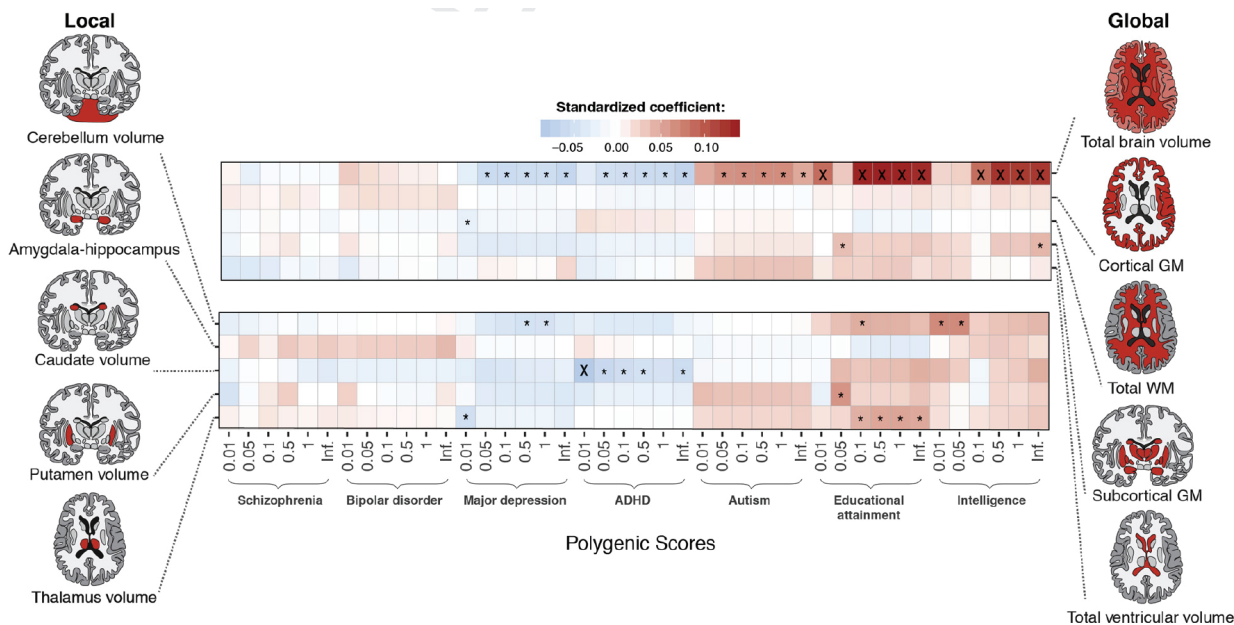 Local
Global
Cerebellum volume
Amygdala-hippocampus
Caudate volume
Putamen volume
Thalamus volume
Standardized coefficient:
−0.05 0.00 0.05 0.10
* * * * * * * * * * * * * * * X X X X X X X X X
*
* *
* * * * *
X * * * *
*
* * * * *
0.01 0.05 0.1 0.5 1 Inf. 0.01 0.05 0.1 0.5 1 Inf. 0.01 0.05 0.1 0.5 1 Inf. 0.01 0.05 0.1 0.5 1 Inf. 0.01 0.05 0.1 0.5 1 Inf. 0.01 0.05 0.1 0.5 1 Inf. 0.01 0.05 0.1 0.5 1 Inf.
Schizophrenia Bipolar disorder Major depression ADHD Autism Educational attainment Intelligence
Polygenic Scores
Total brain volume
Cortical GM
Total WM
Subcortical GM
Total ventricular volume